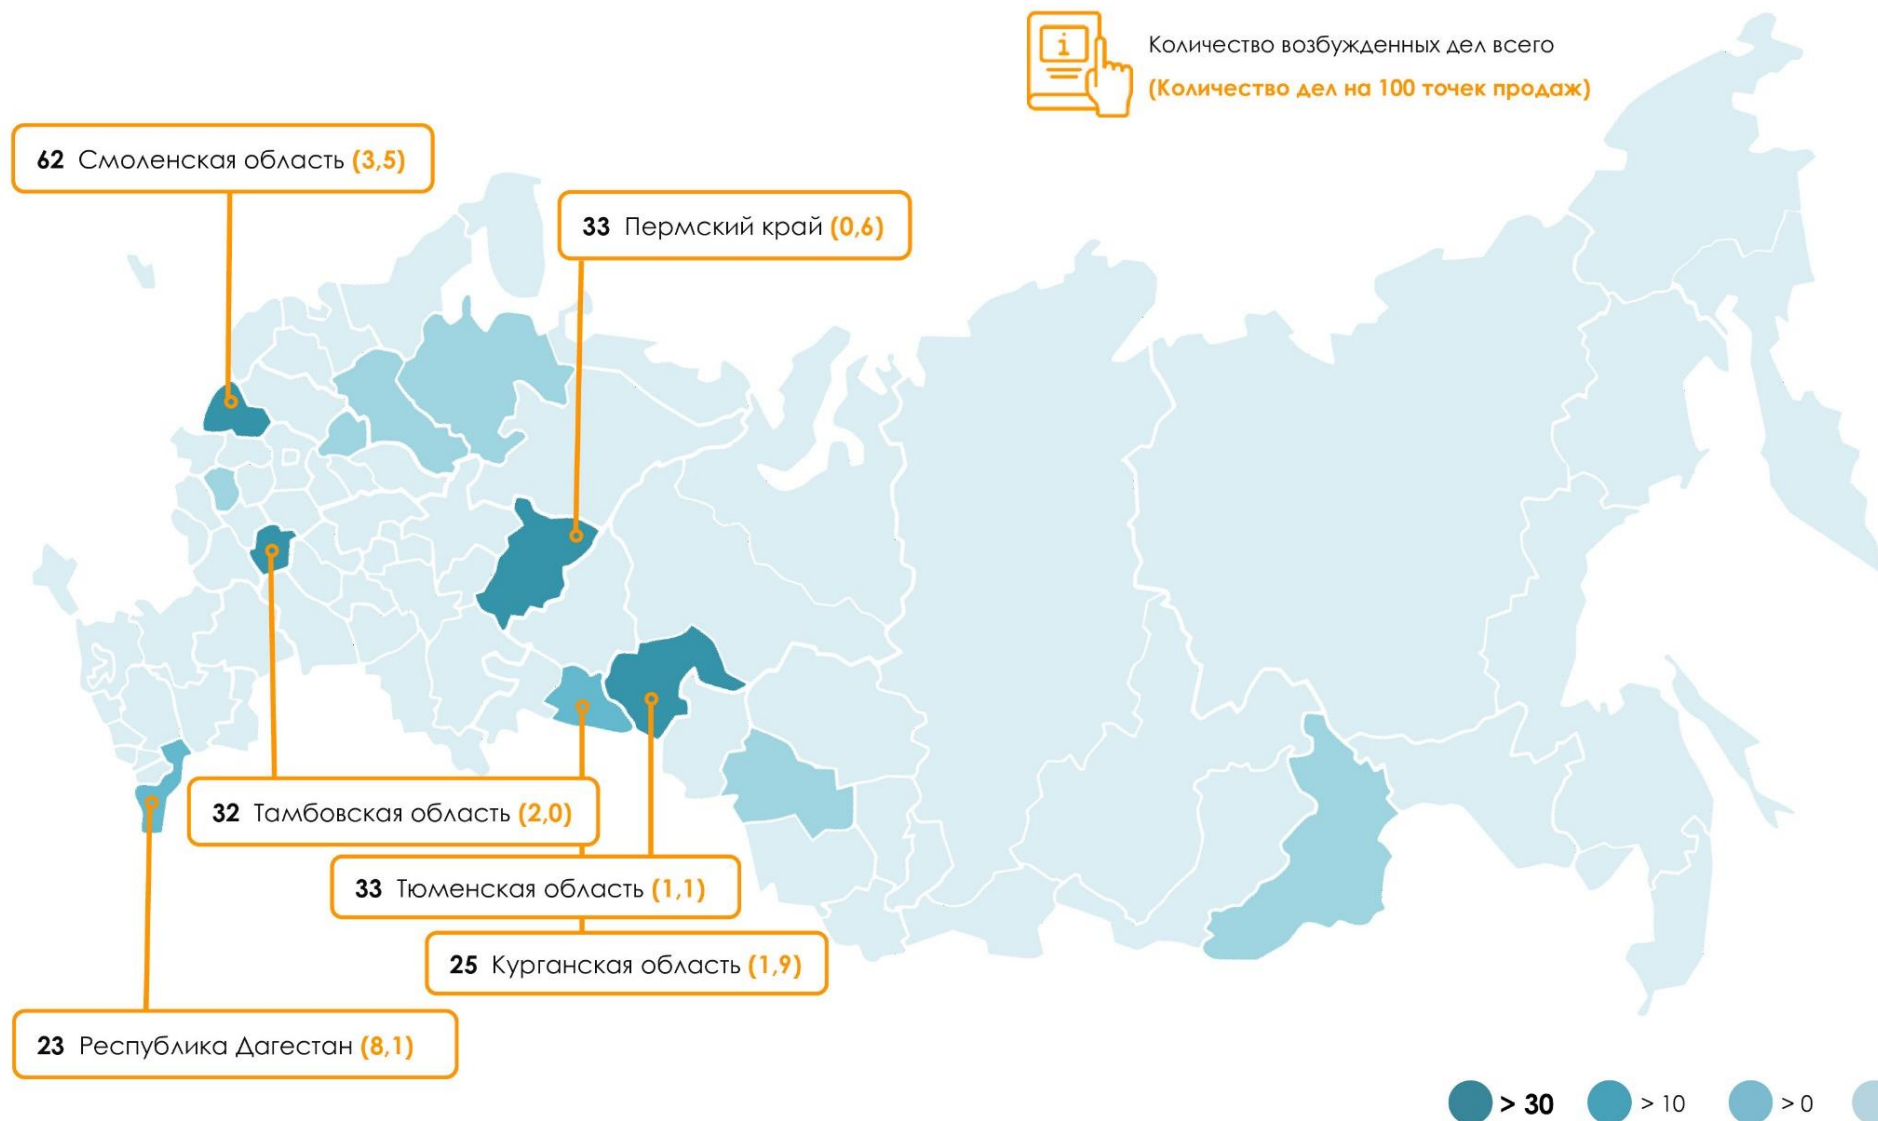 i
Количество возбужденных дел всего
(Количество дел на 100 точек продаж)
62 Смоленская область (3,5)
33 Пермский край (0,6)
32 Тамбовская область (2,0)
33 Тюменская область (1,1)
25 Курганская область (1,9)
23 Республика Дагестан (8,1)
> 30 > 10 > 0